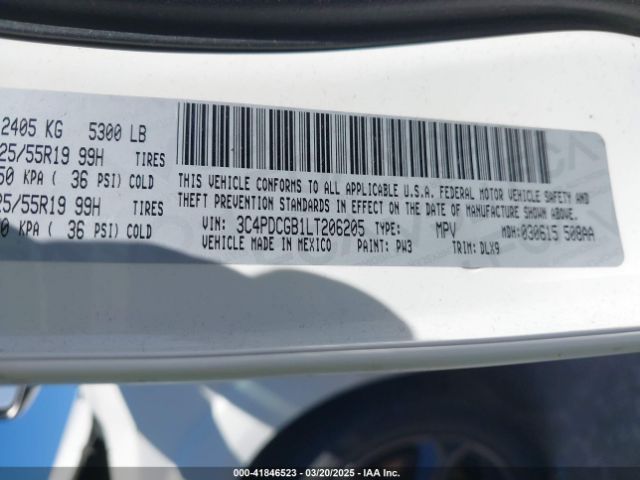 2405 KG 5300 LB
25/55R19 99H TIRES
50 KPA ( 36 PSI) COLD
25/55R19 99H TIRES
0 KPA ( 36 PSI) COLD
THIS VEHICLE CONFORMS TO ALL APPLICABLE U.S.A. FEDERAL MOTOR VEHICLE SAFETY AND
THEFT PREVENTION STANDARDS IN EFFECT ON THE DATE OF MANUFACTURE SHOWN ABOVE.
VIN: 3C4PDCGB1LT206205 TYPE: MPV MDH: 030615 508AA
VEHICLE MADE IN MEXICO PAINT: PW3 TRIM: DLX9
000-41846523 — 03/20/2025 — IAA Inc.